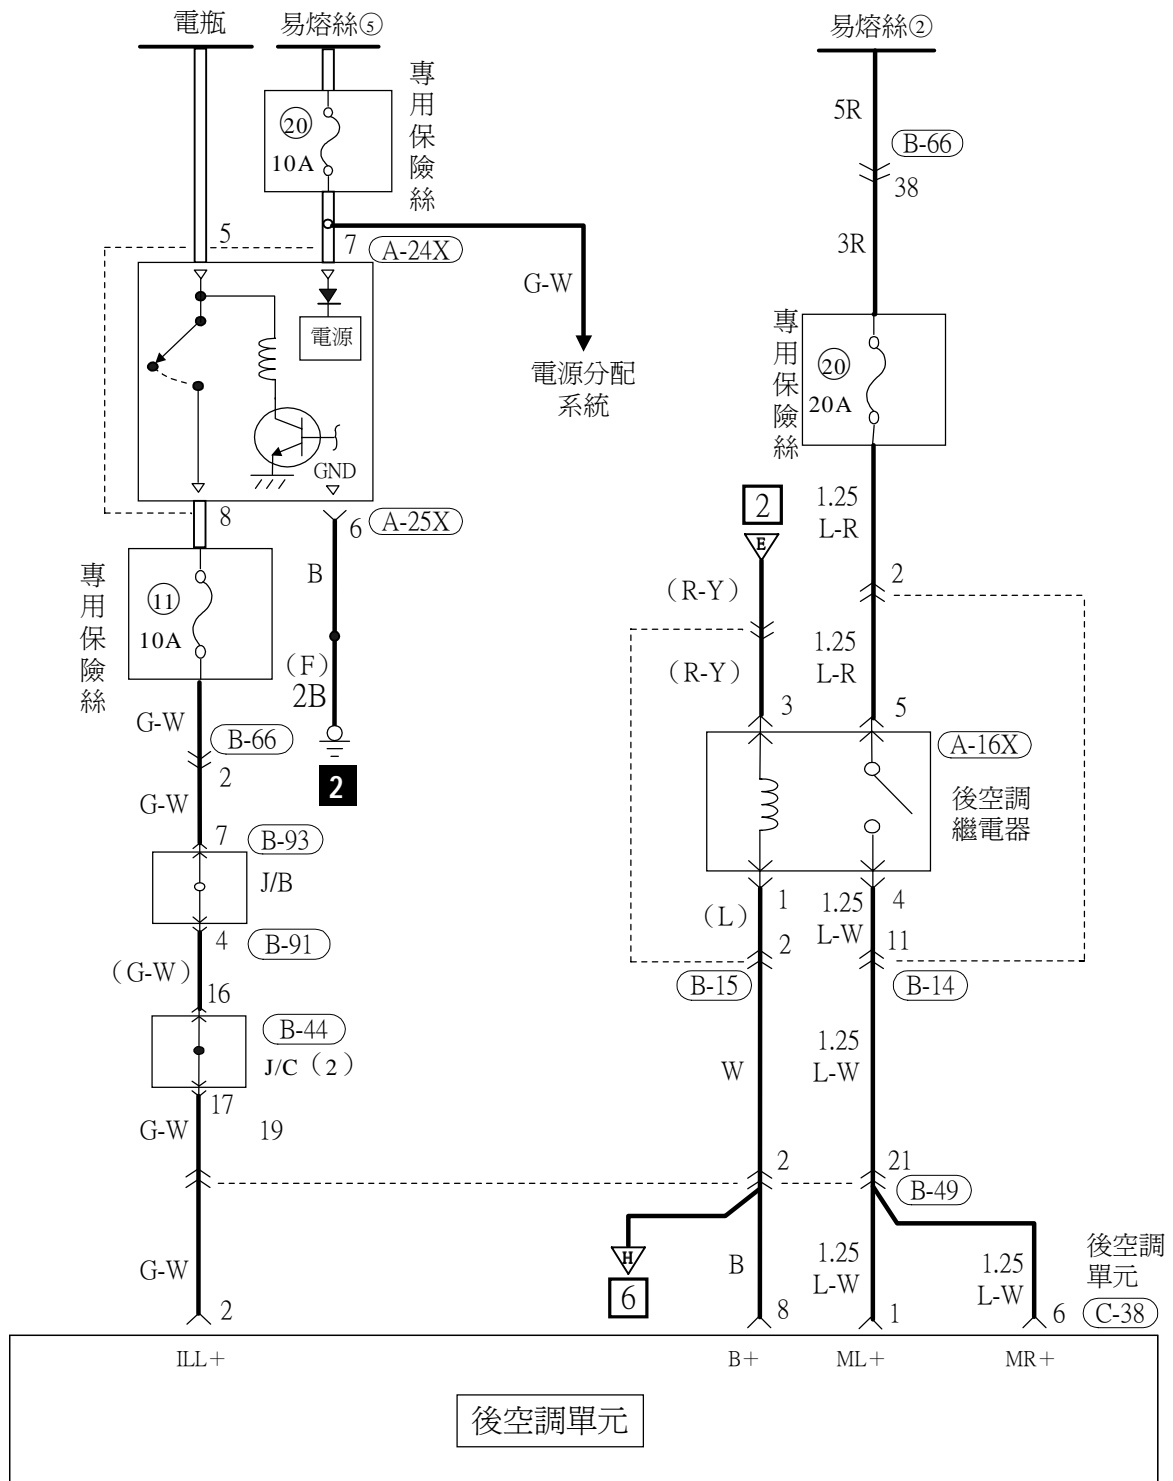 電瓶
易熔絲⑤
易熔絲②
專用保險絲
⑳
10A
5R
B-66
38
3R
5
7
A-24X
G-W
電源
電源分配
系統
專用保險絲
⑳
20A
GND
8
6
A-25X
2
E
1.25
L-R
2
專用保險絲
⑪
10A
B
(F)
2B
2
(R-Y)
(R-Y)
1.25
L-R
G-W
B-66
2
G-W
3
5
A-16X
後空調
繼電器
7
B-93
J/B
4
B-91
(G-W)
16
B-44
J/C(2)
17
G-W
19
1
(L)
2
B-15
1.25
L-W
4
11
B-14
W
1.25
L-W
2
21
B-49
H
6
G-W
2
B
8
1.25
L-W
1
1.25
L-W
6
後空調
單元
C-38
ILL+
B+
ML+
MR+
後空調單元